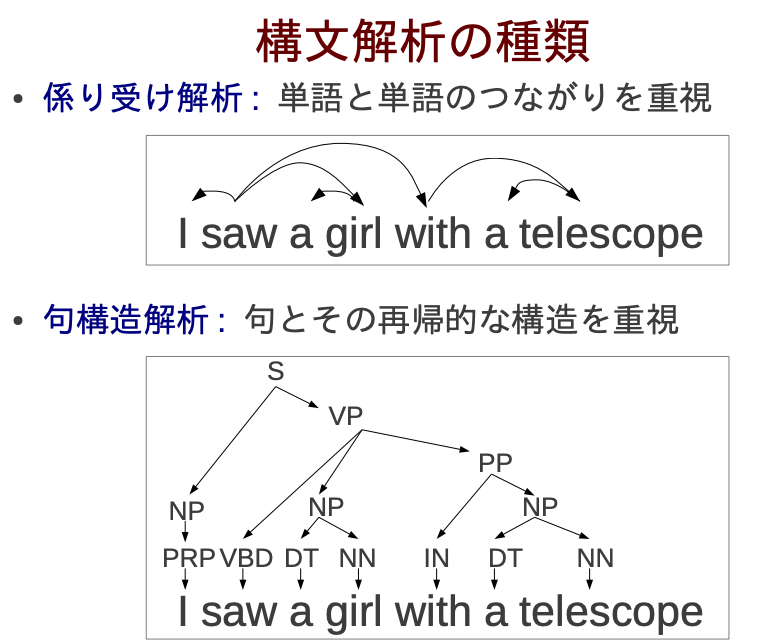 構文解析の種類
• 係り受け解析: 単語と単語のつながりを重視
I saw a girl with a telescope
• 句構造解析: 句とその再帰的な構造を重視
S
VP
PP
NP NP NP
PRP VBD DT NN IN DT NN
I saw a girl with a telescope